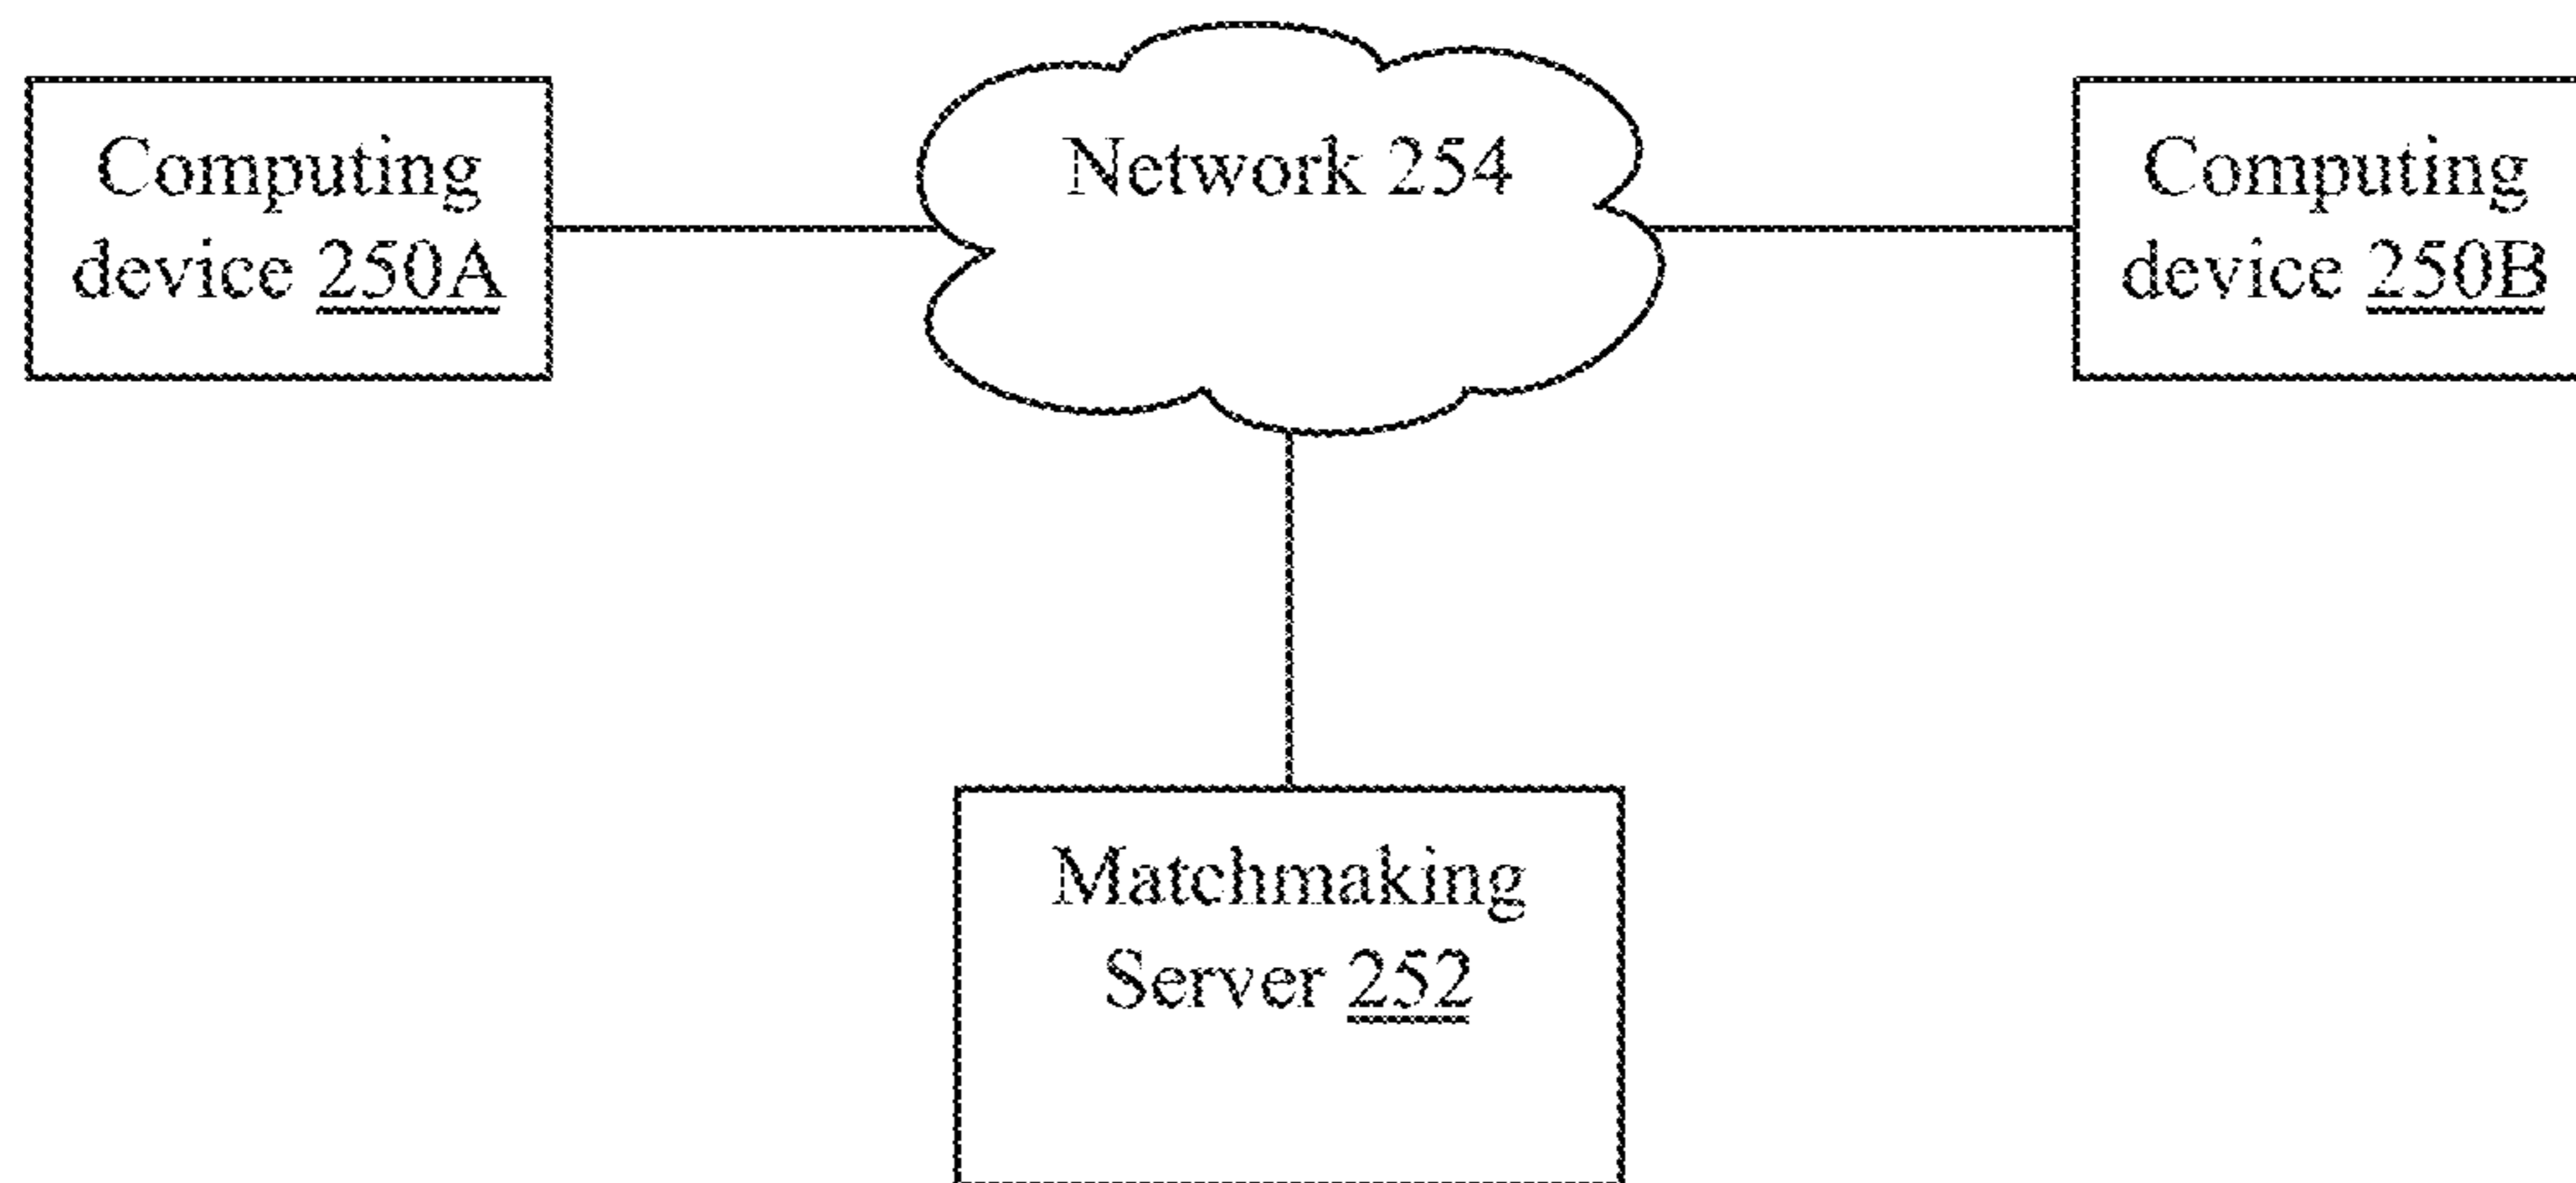 Computing
device 250A
Network 254
Computing
device 250B
Matchmaking
Server 252